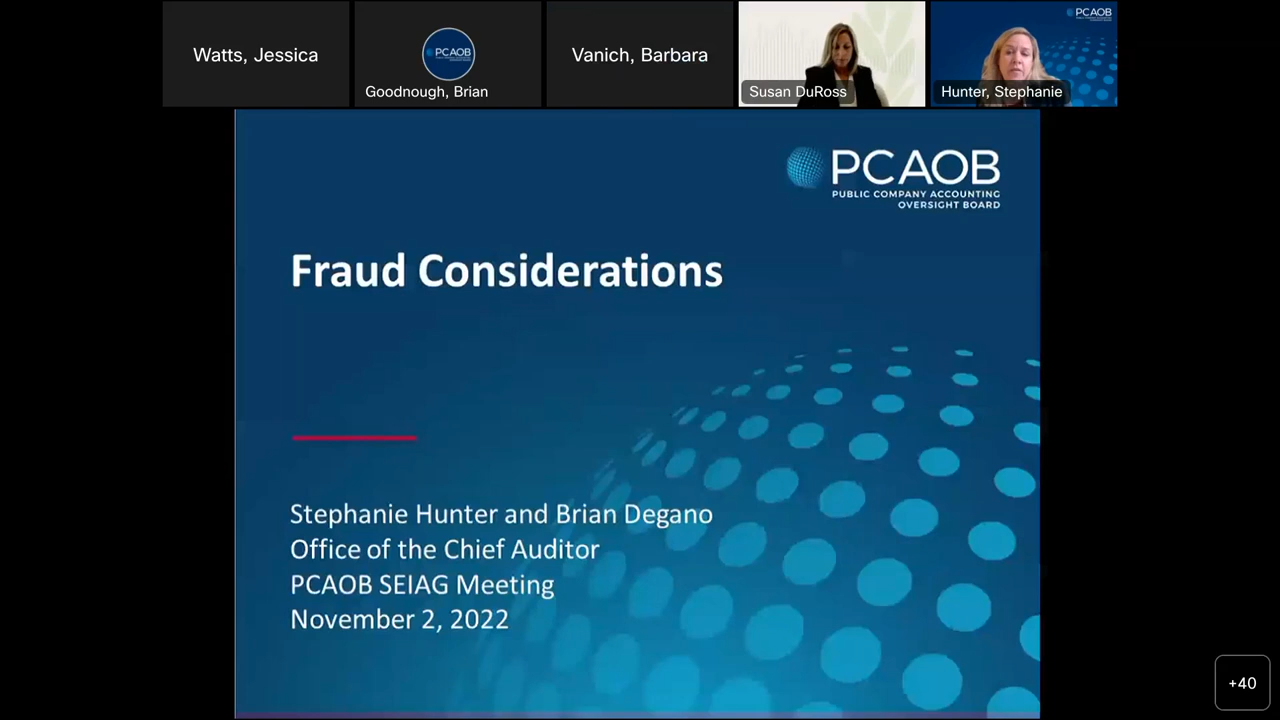 Watts, Jessica
PCAOB
Goodnough, Brian
Vanich, Barbara
Susan DuRoss
PCAOB
Hunter, Stephanie
PCAOB
PUBLIC COMPANY ACCOUNTING
OVERSIGHT BOARD
Fraud Considerations
Stephanie Hunter and Brian Degano
Office of the Chief Auditor
PCAOB SEIAG Meeting
November 2, 2022
+40